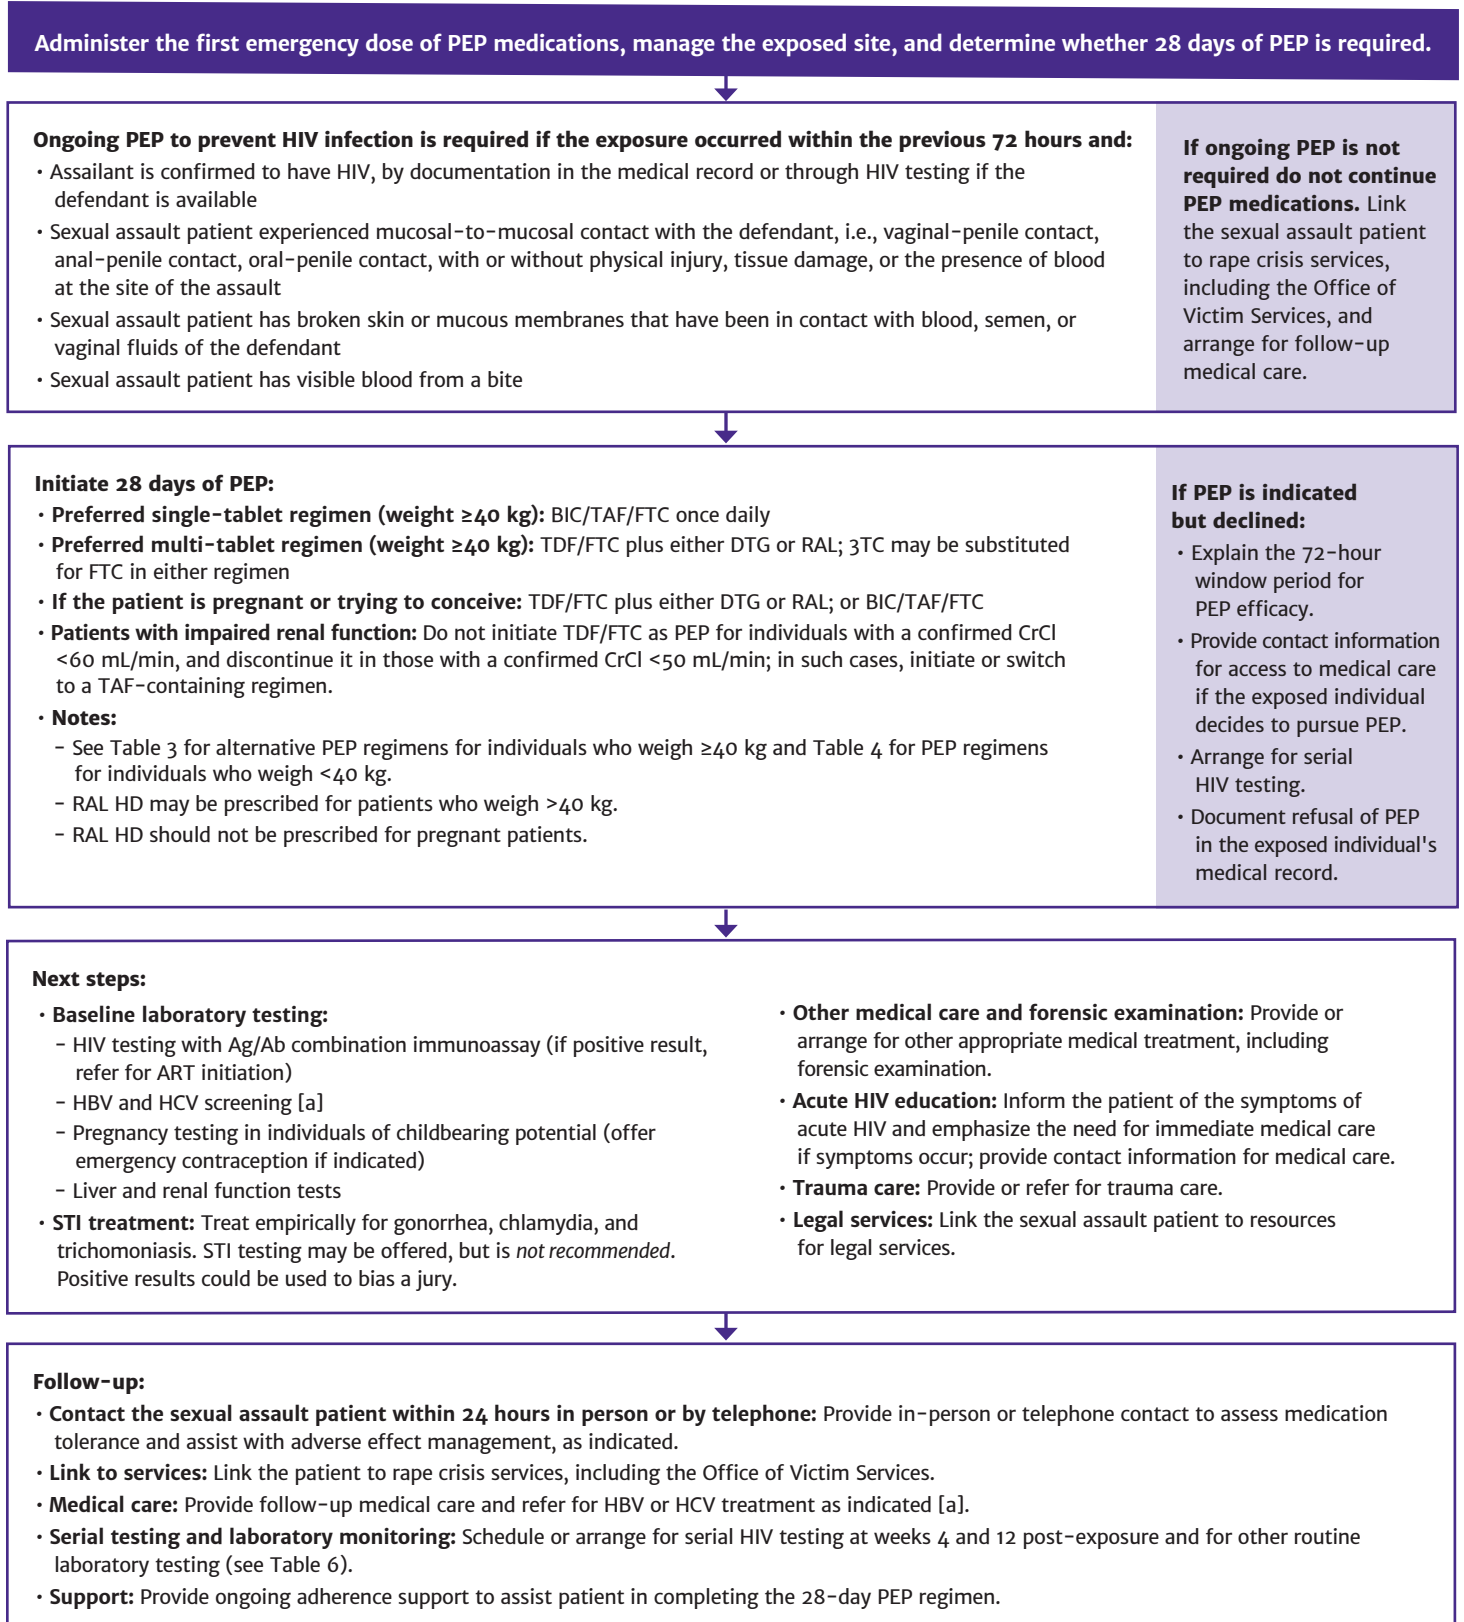 Administer the first emergency dose of PEP medications, manage the exposed site, and determine whether 28 days of PEP is required.
Ongoing PEP to prevent HIV infection is required if the exposure occurred within the previous 72 hours and:
· Assailant is confirmed to have HIV, by documentation in the medical record or through HIV testing if the
defendant is available
· Sexual assault patient experienced mucosal-to-mucosal contact with the defendant, i.e., vaginal-penile contact,
anal-penile contact, oral-penile contact, with or without physical injury, tissue damage, or the presence of blood
at the site of the assault
· Sexual assault patient has broken skin or mucous membranes that have been in contact with blood, semen, or
vaginal fluids of the defendant
· Sexual assault patient has visible blood from a bite
If ongoing PEP is not
required do not continue
PEP medications. Link
the sexual assault patient
to rape crisis services,
including the Office of
Victim Services, and
arrange for follow-up
medical care.
Initiate 28 days of PEP:
· Preferred single-tablet regimen (weight ≥40 kg): BIC/TAF/FTC once daily
· Preferred multi-tablet regimen (weight ≥40 kg): TDF/FTC plus either DTG or RAL; 3TC may be substituted
for FTC in either regimen
· If the patient is pregnant or trying to conceive: TDF/FTC plus either DTG or RAL; or BIC/TAF/FTC
· Patients with impaired renal function: Do not initiate TDF/FTC as PEP for individuals with a confirmed CrCl
<60 mL/min, and discontinue it in those with a confirmed CrCl <50 mL/min; in such cases, initiate or switch
to a TAF-containing regimen.
· Notes:
– See Table 3 for alternative PEP regimens for individuals who weigh ≥40 kg and Table 4 for PEP regimens
for individuals who weigh <40 kg.
– RAL HD may be prescribed for patients who weigh >40 kg.
– RAL HD should not be prescribed for pregnant patients.
If PEP is indicated
but declined:
· Explain the 72-hour
window period for
PEP efficacy.
· Provide contact information
for access to medical care
if the exposed individual
decides to pursue PEP.
· Arrange for serial
HIV testing.
· Document refusal of PEP
in the exposed individual's
medical record.
Next steps:
· Baseline laboratory testing:
– HIV testing with Ag/Ab combination immunoassay (if positive result,
refer for ART initiation)
– HBV and HCV screening [a]
– Pregnancy testing in individuals of childbearing potential (offer
emergency contraception if indicated)
– Liver and renal function tests
· STI treatment: Treat empirically for gonorrhea, chlamydia, and
trichomoniasis. STI testing may be offered, but is not recommended.
Positive results could be used to bias a jury.
· Other medical care and forensic examination: Provide or
arrange for other appropriate medical treatment, including
forensic examination.
· Acute HIV education: Inform the patient of the symptoms of
acute HIV and emphasize the need for immediate medical care
if symptoms occur; provide contact information for medical care.
· Trauma care: Provide or refer for trauma care.
· Legal services: Link the sexual assault patient to resources
for legal services.
Follow-up:
· Contact the sexual assault patient within 24 hours in person or by telephone: Provide in-person or telephone contact to assess medication
tolerance and assist with adverse effect management, as indicated.
· Link to services: Link the patient to rape crisis services, including the Office of Victim Services.
· Medical care: Provide follow-up medical care and refer for HBV or HCV treatment as indicated [a].
· Serial testing and laboratory monitoring: Schedule or arrange for serial HIV testing at weeks 4 and 12 post-exposure and for other routine
laboratory testing (see Table 6).
· Support: Provide ongoing adherence support to assist patient in completing the 28-day PEP regimen.